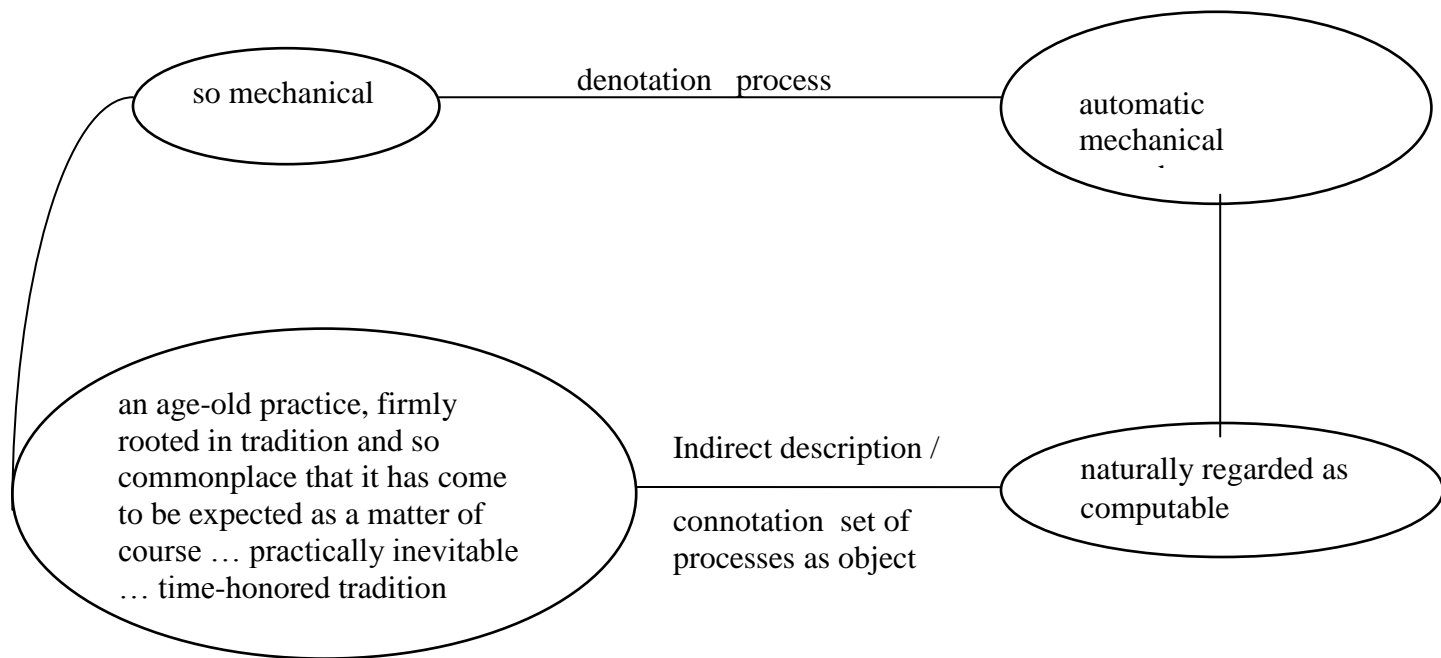 so mechanical
denotation process
automatic
mechanical
an age-old practice, firmly
rooted in tradition and so
commonplace that it has come
to be expected as a matter of
course … practically inevitable
… time-honored tradition
Indirect description /
connotation set of
processes as object
naturally regarded as
computable